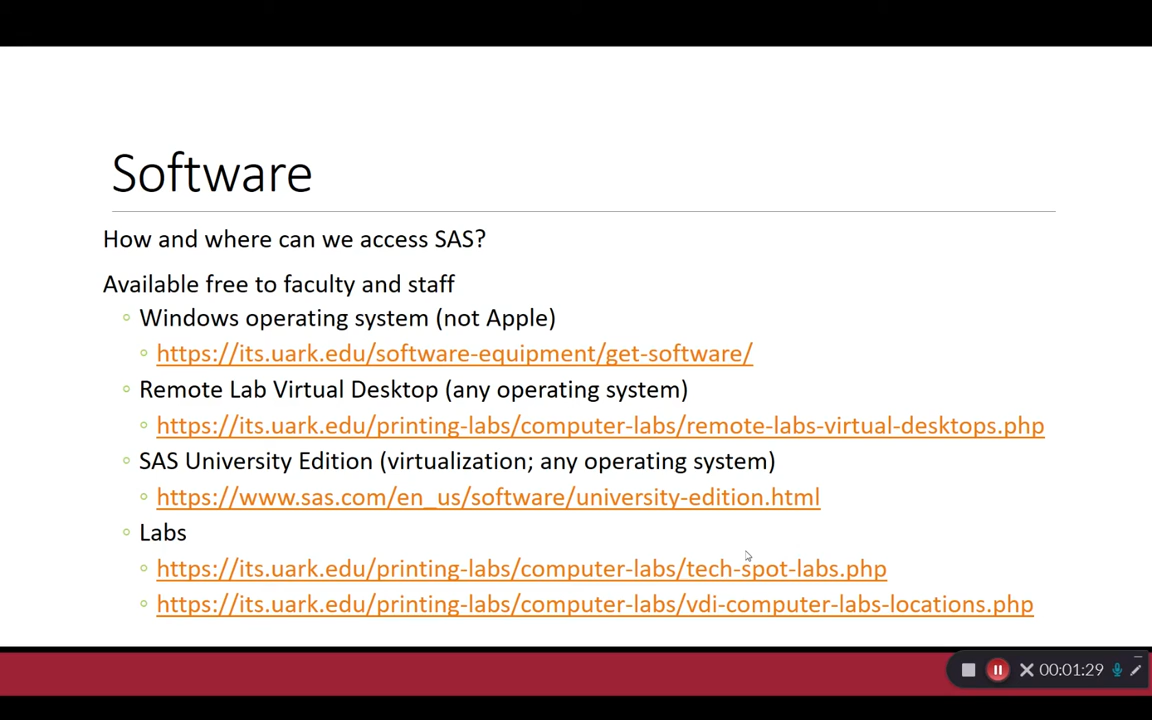 Software
How and where can we access SAS?
Available free to faculty and staff
Windows operating system (not Apple)
https://its.uark.edu/software-equipment/get-software/
Remote Lab Virtual Desktop (any operating system)
https://its.uark.edu/printing-labs/computer-labs/remote-labs-virtual-desktops.php
SAS University Edition (virtualization; any operating system)
https://www.sas.com/en_us/software/university-edition.html
Labs
https://its.uark.edu/printing-labs/computer-labs/tech-spot-labs.php
https://its.uark.edu/printing-labs/computer-labs/vdi-computer-labs-locations.php
00:01:29